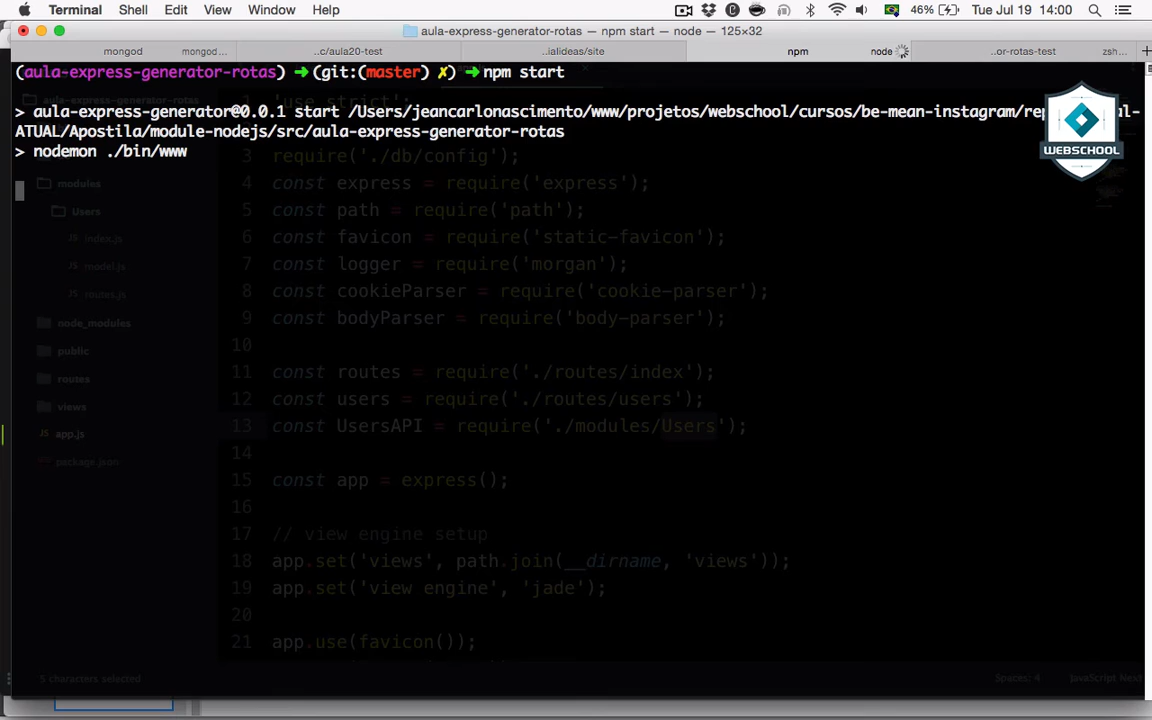 Terminal Shell Edit View Window Help 46% Tue Jul 19 14:00
aula-express-generator-rotas — npm start — node — 125×32
mongod mongod... ..c/aula20-test ..ialideas/site npm node ..or-rotas-test zsh...
(aula-express-generator-rotas) ➜ (git:(master) ✗) ➜npm start
aula-express-generator-rotas
'use strict';
> aula-express-generator@0.0.1 start /Users/jeancarlonascimento/www/projetos/webschool/cursos/be-mean-instagram/rep
ATUAL/Apostila/module-nodejs/src/aula-express-generator-rotas
> nodemon ./bin/www
WEBSCHOOL
3 require('./db/config');
modules
4 const express = require('express');
Users
5 const path = require('path');
index.js
6 const favicon = require('static-favicon');
model.js
7 const logger = require('morgan');
routes.js
8 const cookieParser = require('cookie-parser');
node_modules
9 const bodyParser = require('body-parser');
10
public
11 const routes = require('./routes/index');
routes
12 const users = require('./routes/users');
views
13 const UsersAPI = require('./modules/Users');
app.js
14
package.json
15 const app = express();
16
17 // view engine setup
18 app.set('views', path.join(__dirname, 'views'));
19 app.set('view engine', 'jade');
20
21 app.use(favicon());
5 characters selected Spaces: 4 JavaScript Next